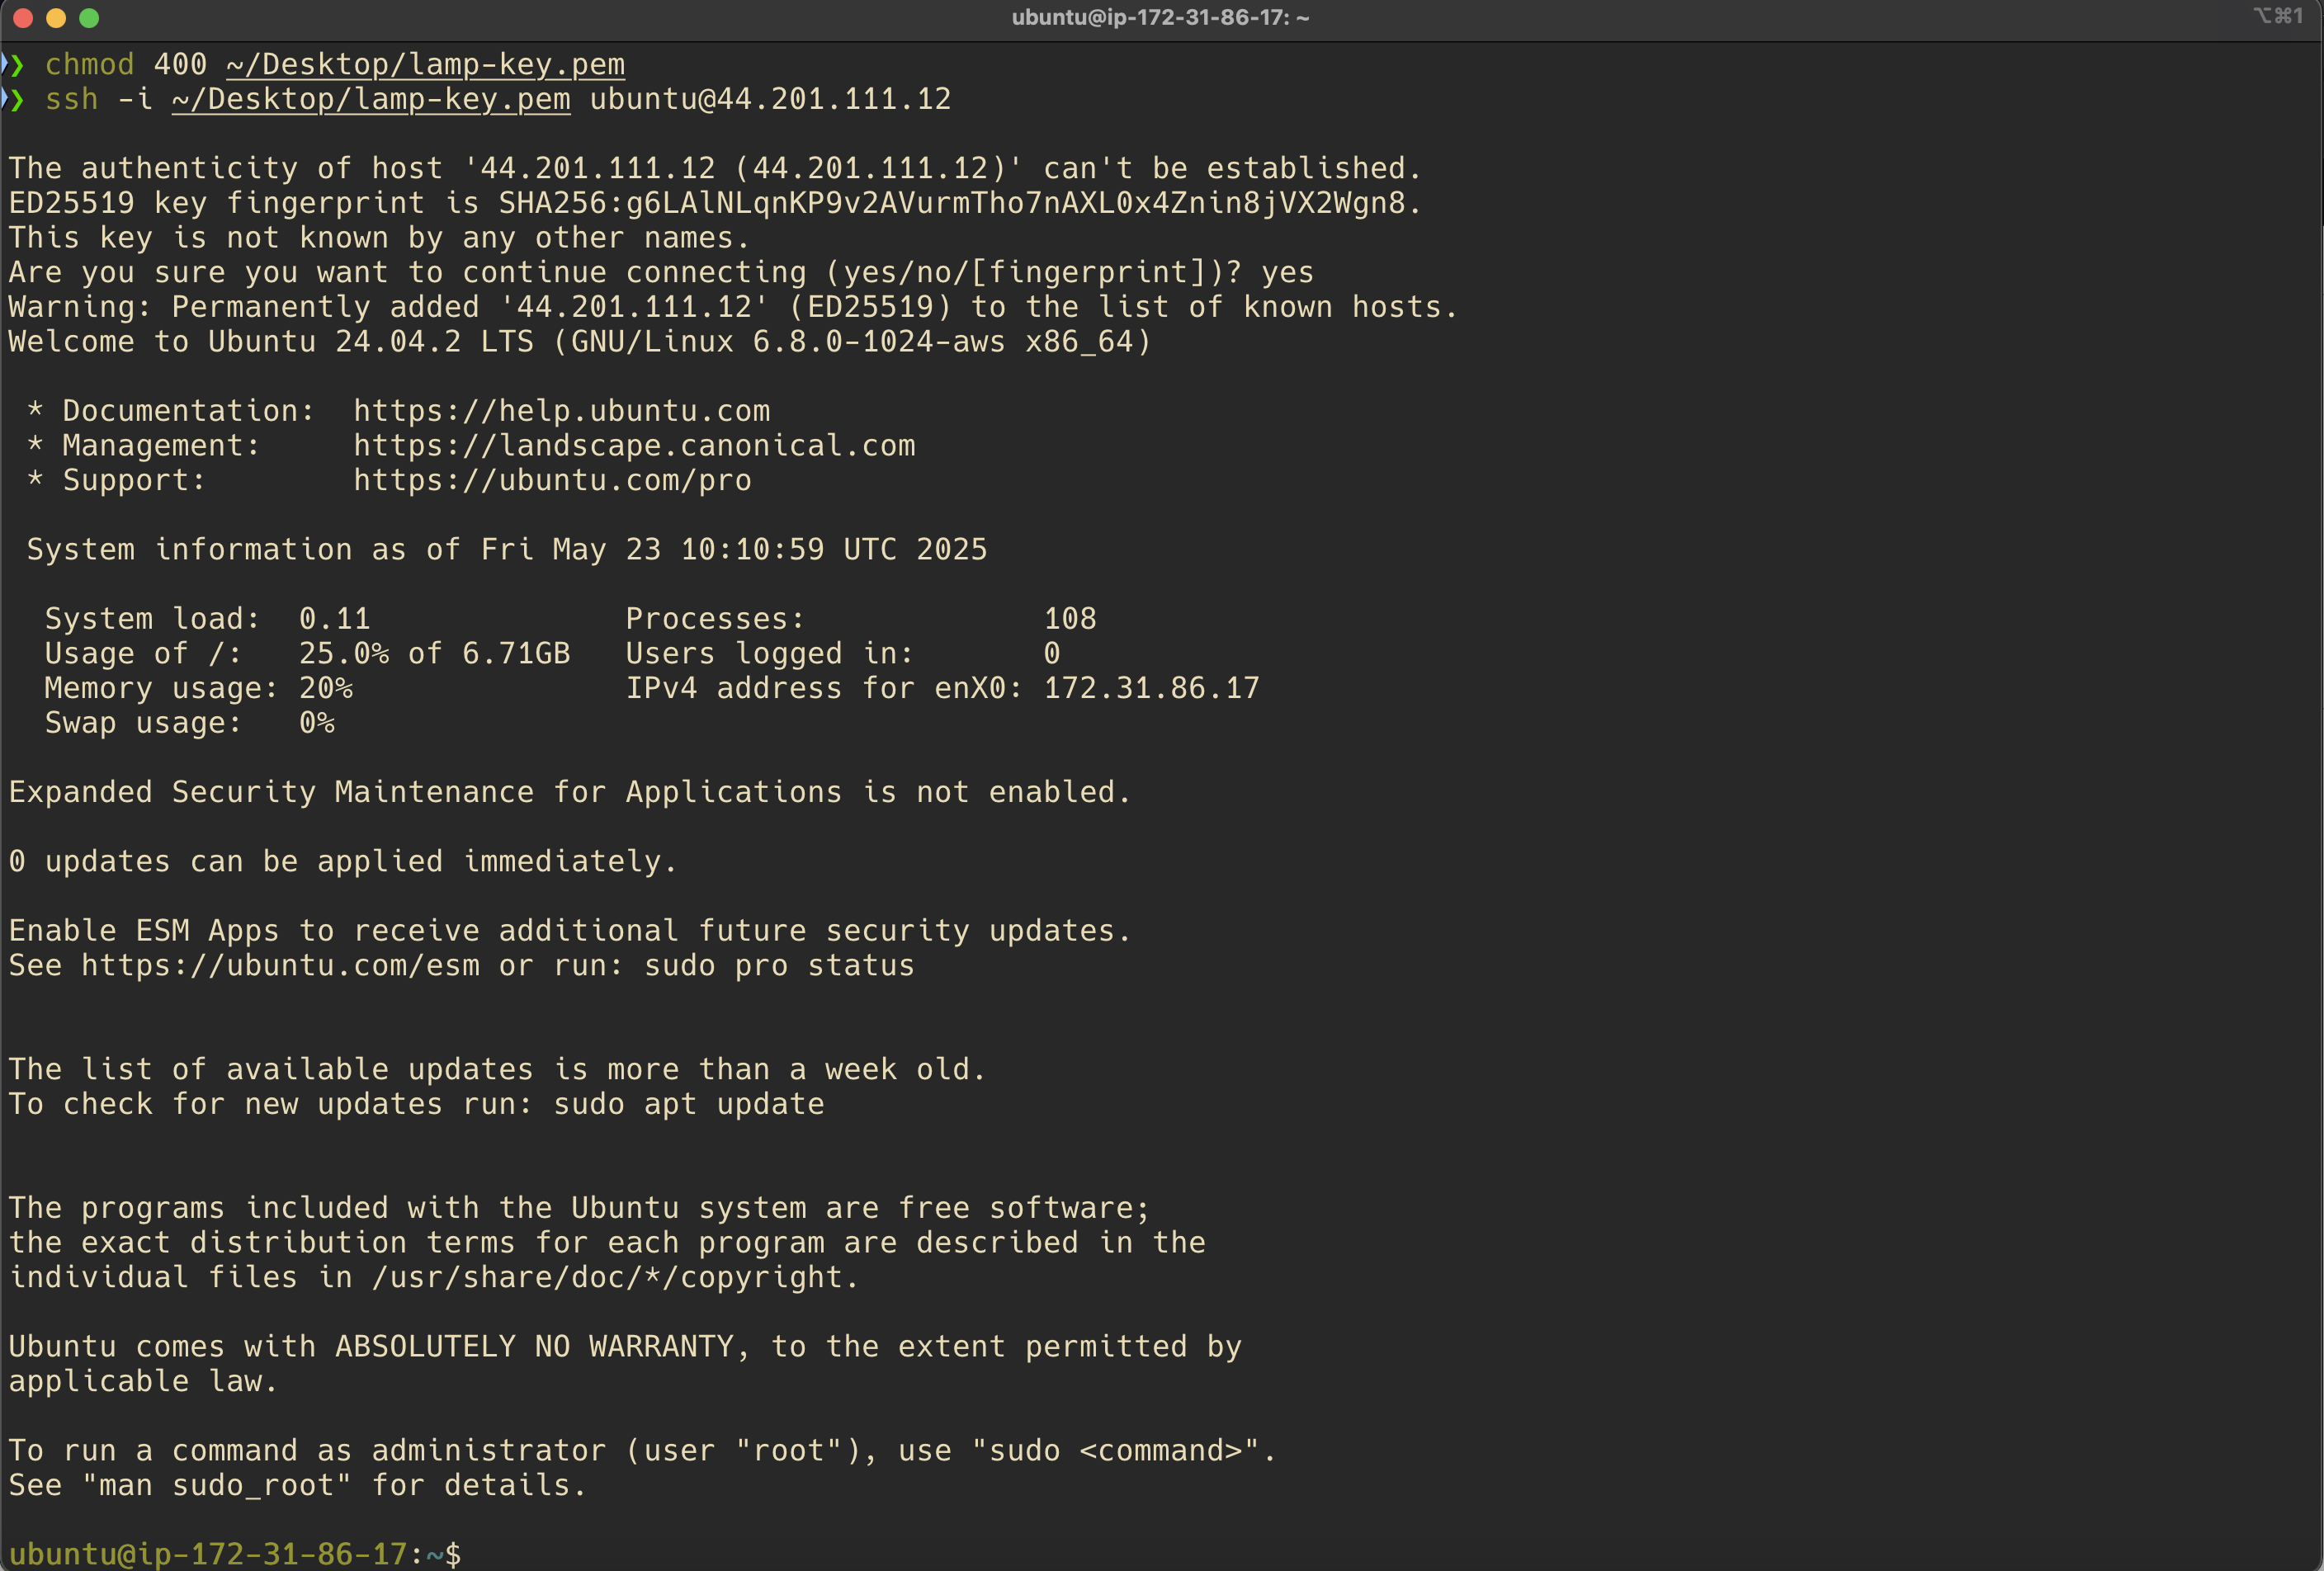 ubuntu@ip-172-31-86-17: ~
⌥⌘1
❯ chmod 400 ~/Desktop/lamp-key.pem
❯ ssh -i ~/Desktop/lamp-key.pem ubuntu@44.201.111.12
The authenticity of host '44.201.111.12 (44.201.111.12)' can't be established.
ED25519 key fingerprint is SHA256:g6LAlNLqnKP9v2AVurmTho7nAXL0x4Znin8jVX2Wgn8.
This key is not known by any other names.
Are you sure you want to continue connecting (yes/no/[fingerprint])? yes
Warning: Permanently added '44.201.111.12' (ED25519) to the list of known hosts.
Welcome to Ubuntu 24.04.2 LTS (GNU/Linux 6.8.0-1024-aws x86_64)
 * Documentation:  https://help.ubuntu.com
 * Management:     https://landscape.canonical.com
 * Support:        https://ubuntu.com/pro
 System information as of Fri May 23 10:10:59 UTC 2025
  System load:  0.11              Processes:             108
  Usage of /:   25.0% of 6.71GB   Users logged in:       0
  Memory usage: 20%               IPv4 address for enX0: 172.31.86.17
  Swap usage:   0%
Expanded Security Maintenance for Applications is not enabled.
0 updates can be applied immediately.
Enable ESM Apps to receive additional future security updates.
See https://ubuntu.com/esm or run: sudo pro status
The list of available updates is more than a week old.
To check for new updates run: sudo apt update
The programs included with the Ubuntu system are free software;
the exact distribution terms for each program are described in the
individual files in /usr/share/doc/*/copyright.
Ubuntu comes with ABSOLUTELY NO WARRANTY, to the extent permitted by
applicable law.
To run a command as administrator (user "root"), use "sudo <command>".
See "man sudo_root" for details.
ubuntu@ip-172-31-86-17:~$